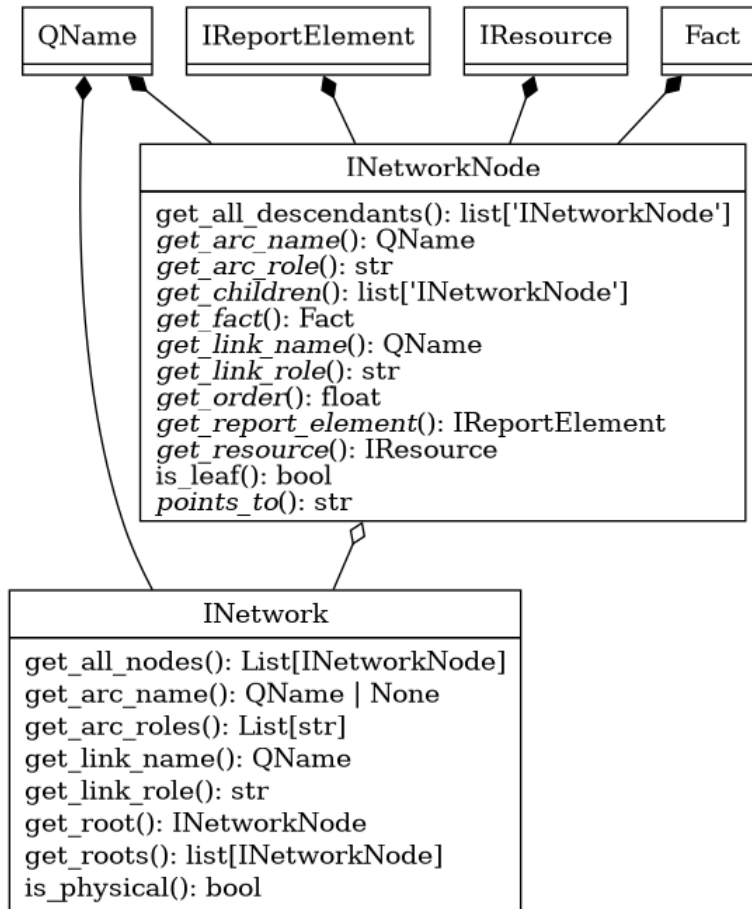 QName
IReportElement
IResource
Fact
INetworkNode
get_all_descendants(): list['INetworkNode']
get_arc_name(): QName
get_arc_role(): str
get_children(): list['INetworkNode']
get_fact(): Fact
get_link_name(): QName
get_link_role(): str
get_order(): float
get_report_element(): IReportElement
get_resource(): IResource
is_leaf(): bool
points_to(): str
INetwork
get_all_nodes(): List[INetworkNode]
get_arc_name(): QName | None
get_arc_roles(): List[str]
get_link_name(): QName
get_link_role(): str
get_root(): INetworkNode
get_roots(): list[INetworkNode]
is_physical(): bool